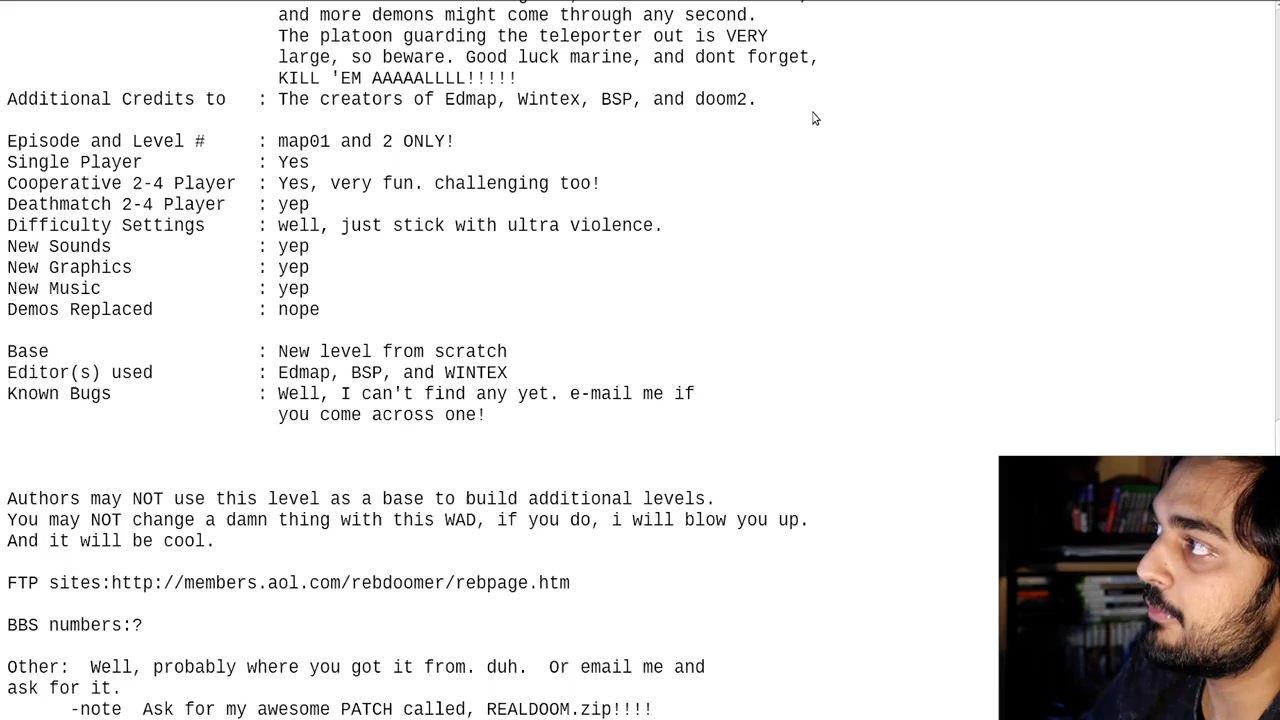 and more demons might come through any second.
The platoon guarding the teleporter out is VERY
large, so beware. Good luck marine, and dont forget,
KILL 'EM AAAAALLLL!!!!!
Additional Credits to : The creators of Edmap, Wintex, BSP, and doom2.
Episode and Level # : map01 and 2 ONLY!
Single Player : Yes
Cooperative 2-4 Player : Yes, very fun. challenging too!
Deathmatch 2-4 Player : yep
Difficulty Settings : well, just stick with ultra violence.
New Sounds : yep
New Graphics : yep
New Music : yep
Demos Replaced : nope
Base : New level from scratch
Editor(s) used : Edmap, BSP, and WINTEX
Known Bugs : Well, I can't find any yet. e-mail me if
you come across one!
Authors may NOT use this level as a base to build additional levels.
You may NOT change a damn thing with this WAD, if you do, i will blow you up.
And it will be cool.
FTP sites:http://members.aol.com/rebdoomer/rebpage.htm
BBS numbers:?
Other: Well, probably where you got it from. duh. Or email me and
ask for it.
-note Ask for my awesome PATCH called, REALDOOM.zip!!!!